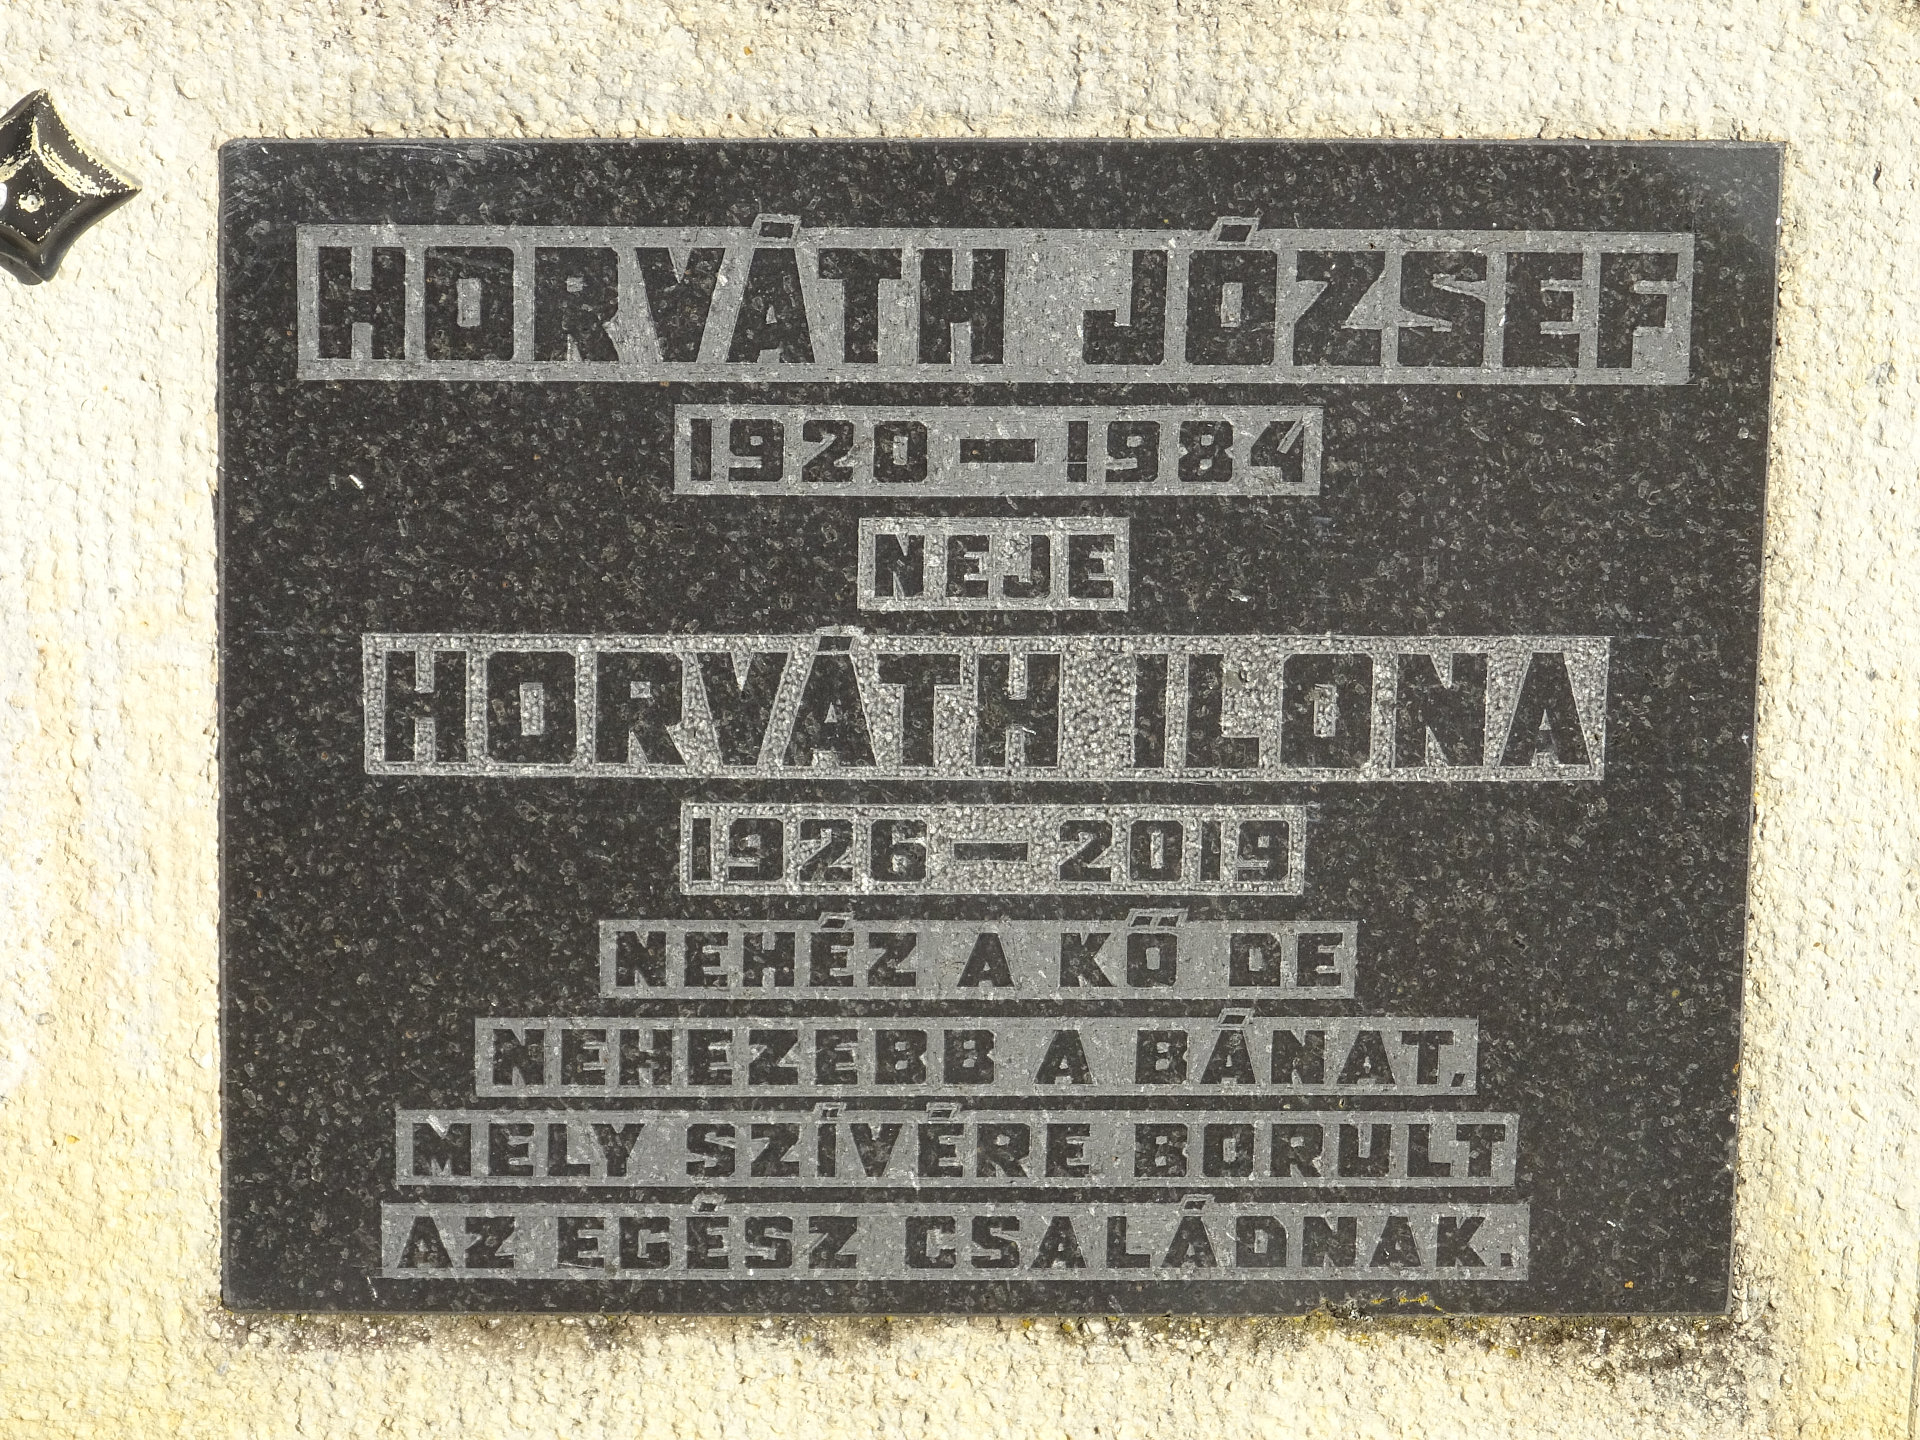 HORVÁTH JÓZSEF
1920 — 1984
NEJE
HORVÁTH ILONA
1926 — 2019
NEHÉZ A KŐ DE
NEHEZEBB A BÁNAT,
MELY SZÍVÉRE BORULT
AZ EGÉSZ CSALÁDNAK.